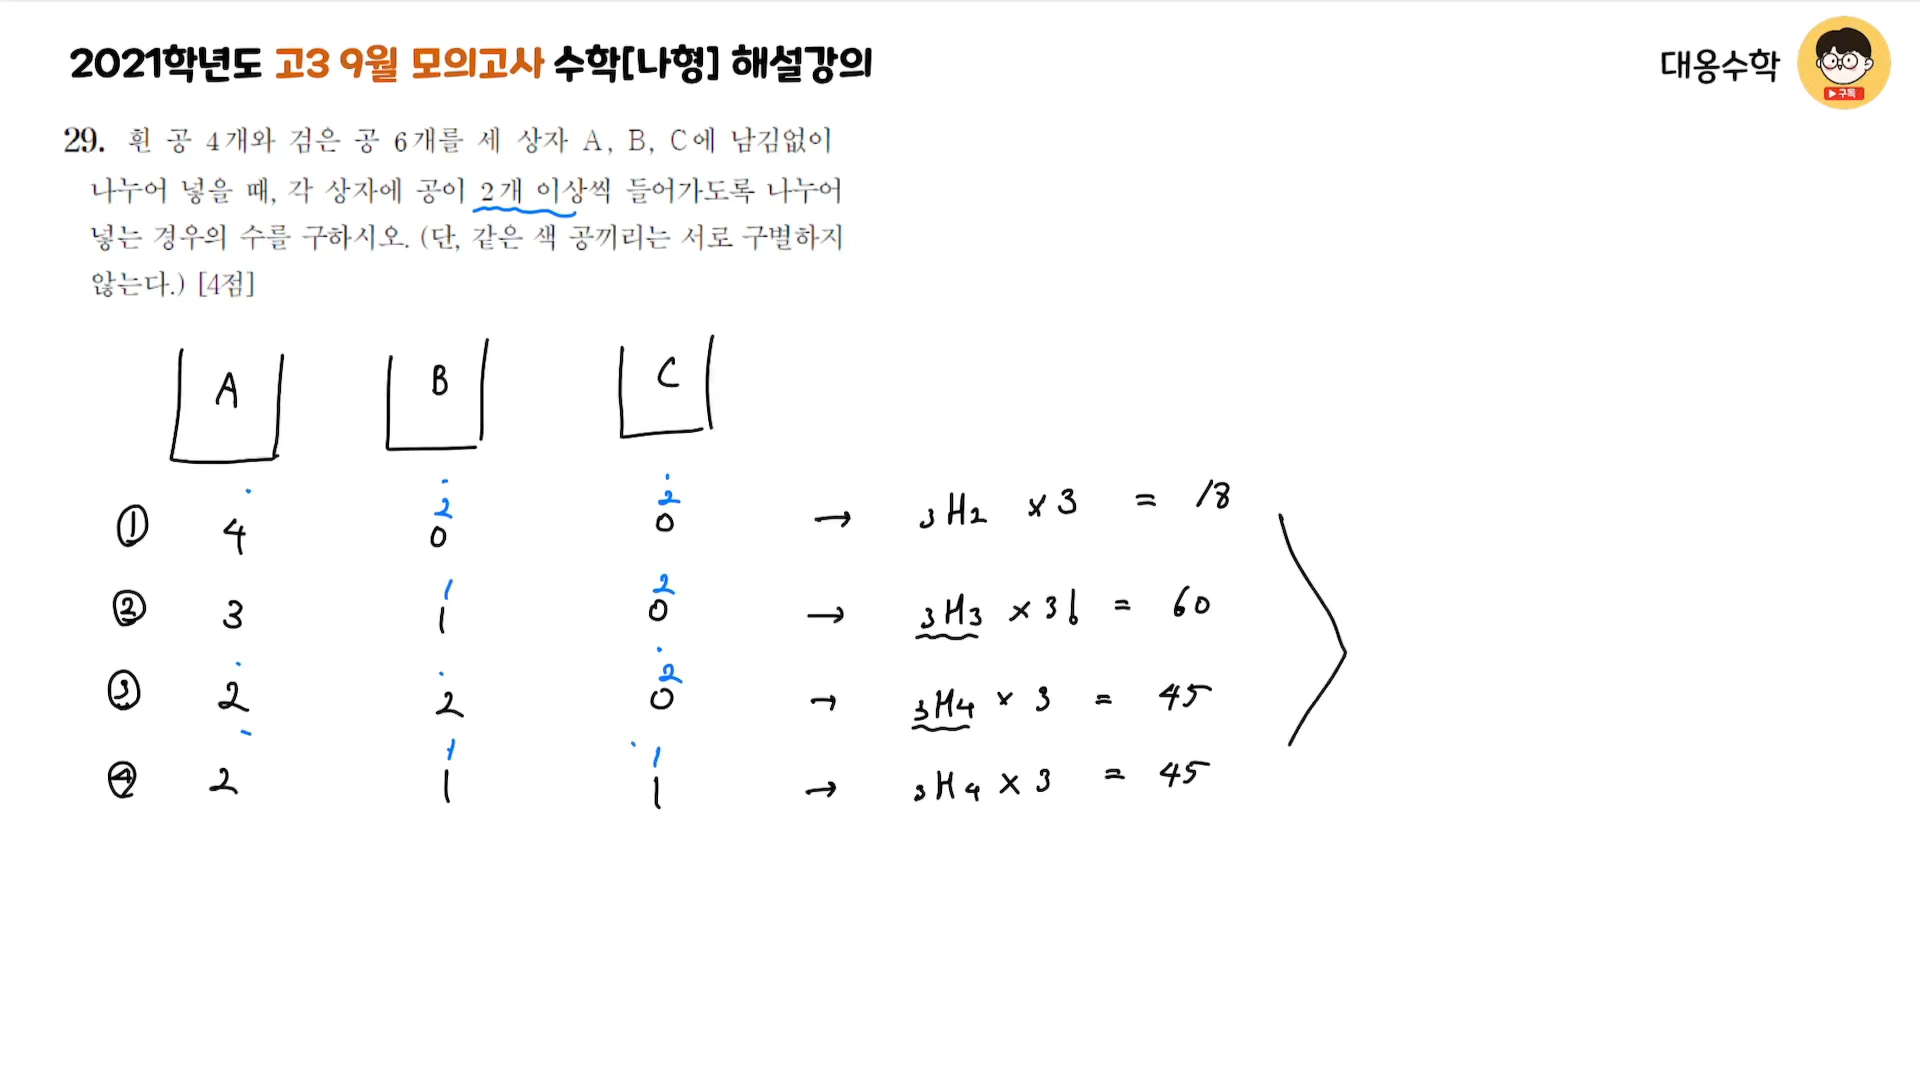 2021학년도 고3 9월 모의고사 수학[나형] 해설강의
대웅수학
구독
29. 흰 공 4개와 검은 공 6개를 세 상자 A, B, C에 남김없이
나누어 넣을 때, 각 상자에 공이 2개 이상씩 들어가도록 나누어
넣는 경우의 수를 구하시오. (단, 같은 색 공끼리는 서로 구별하지
않는다.) [4점]
A B C
2 2
① 4 0 0 → ₃H₂ × 3 = 18
1 2
② 3 1 0 → ₃H₃ × 3! = 60
2
③ 2 2 0 → ₃H₄ × 3 = 45
1 1
④ 2 1 1 → ₃H₄ × 3 = 45